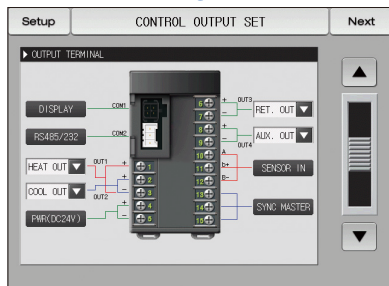 Setup
CONTROL OUTPUT SET
Next
▶ OUTPUT TERMINAL
DISPLAY
CON1
RS485/232
CON2
HEAT OUT
OUT1
+
-
COOL OUT
OUT2
+
-
PWR(DC24V)
+
-
1
2
3
4
5
6
7
8
9
10
11
12
13
14
15
+
-
OUT3
RET. OUT
+
-
OUT4
AUX. OUT
A
b+
B-
SENSOR IN
SYNC MASTER